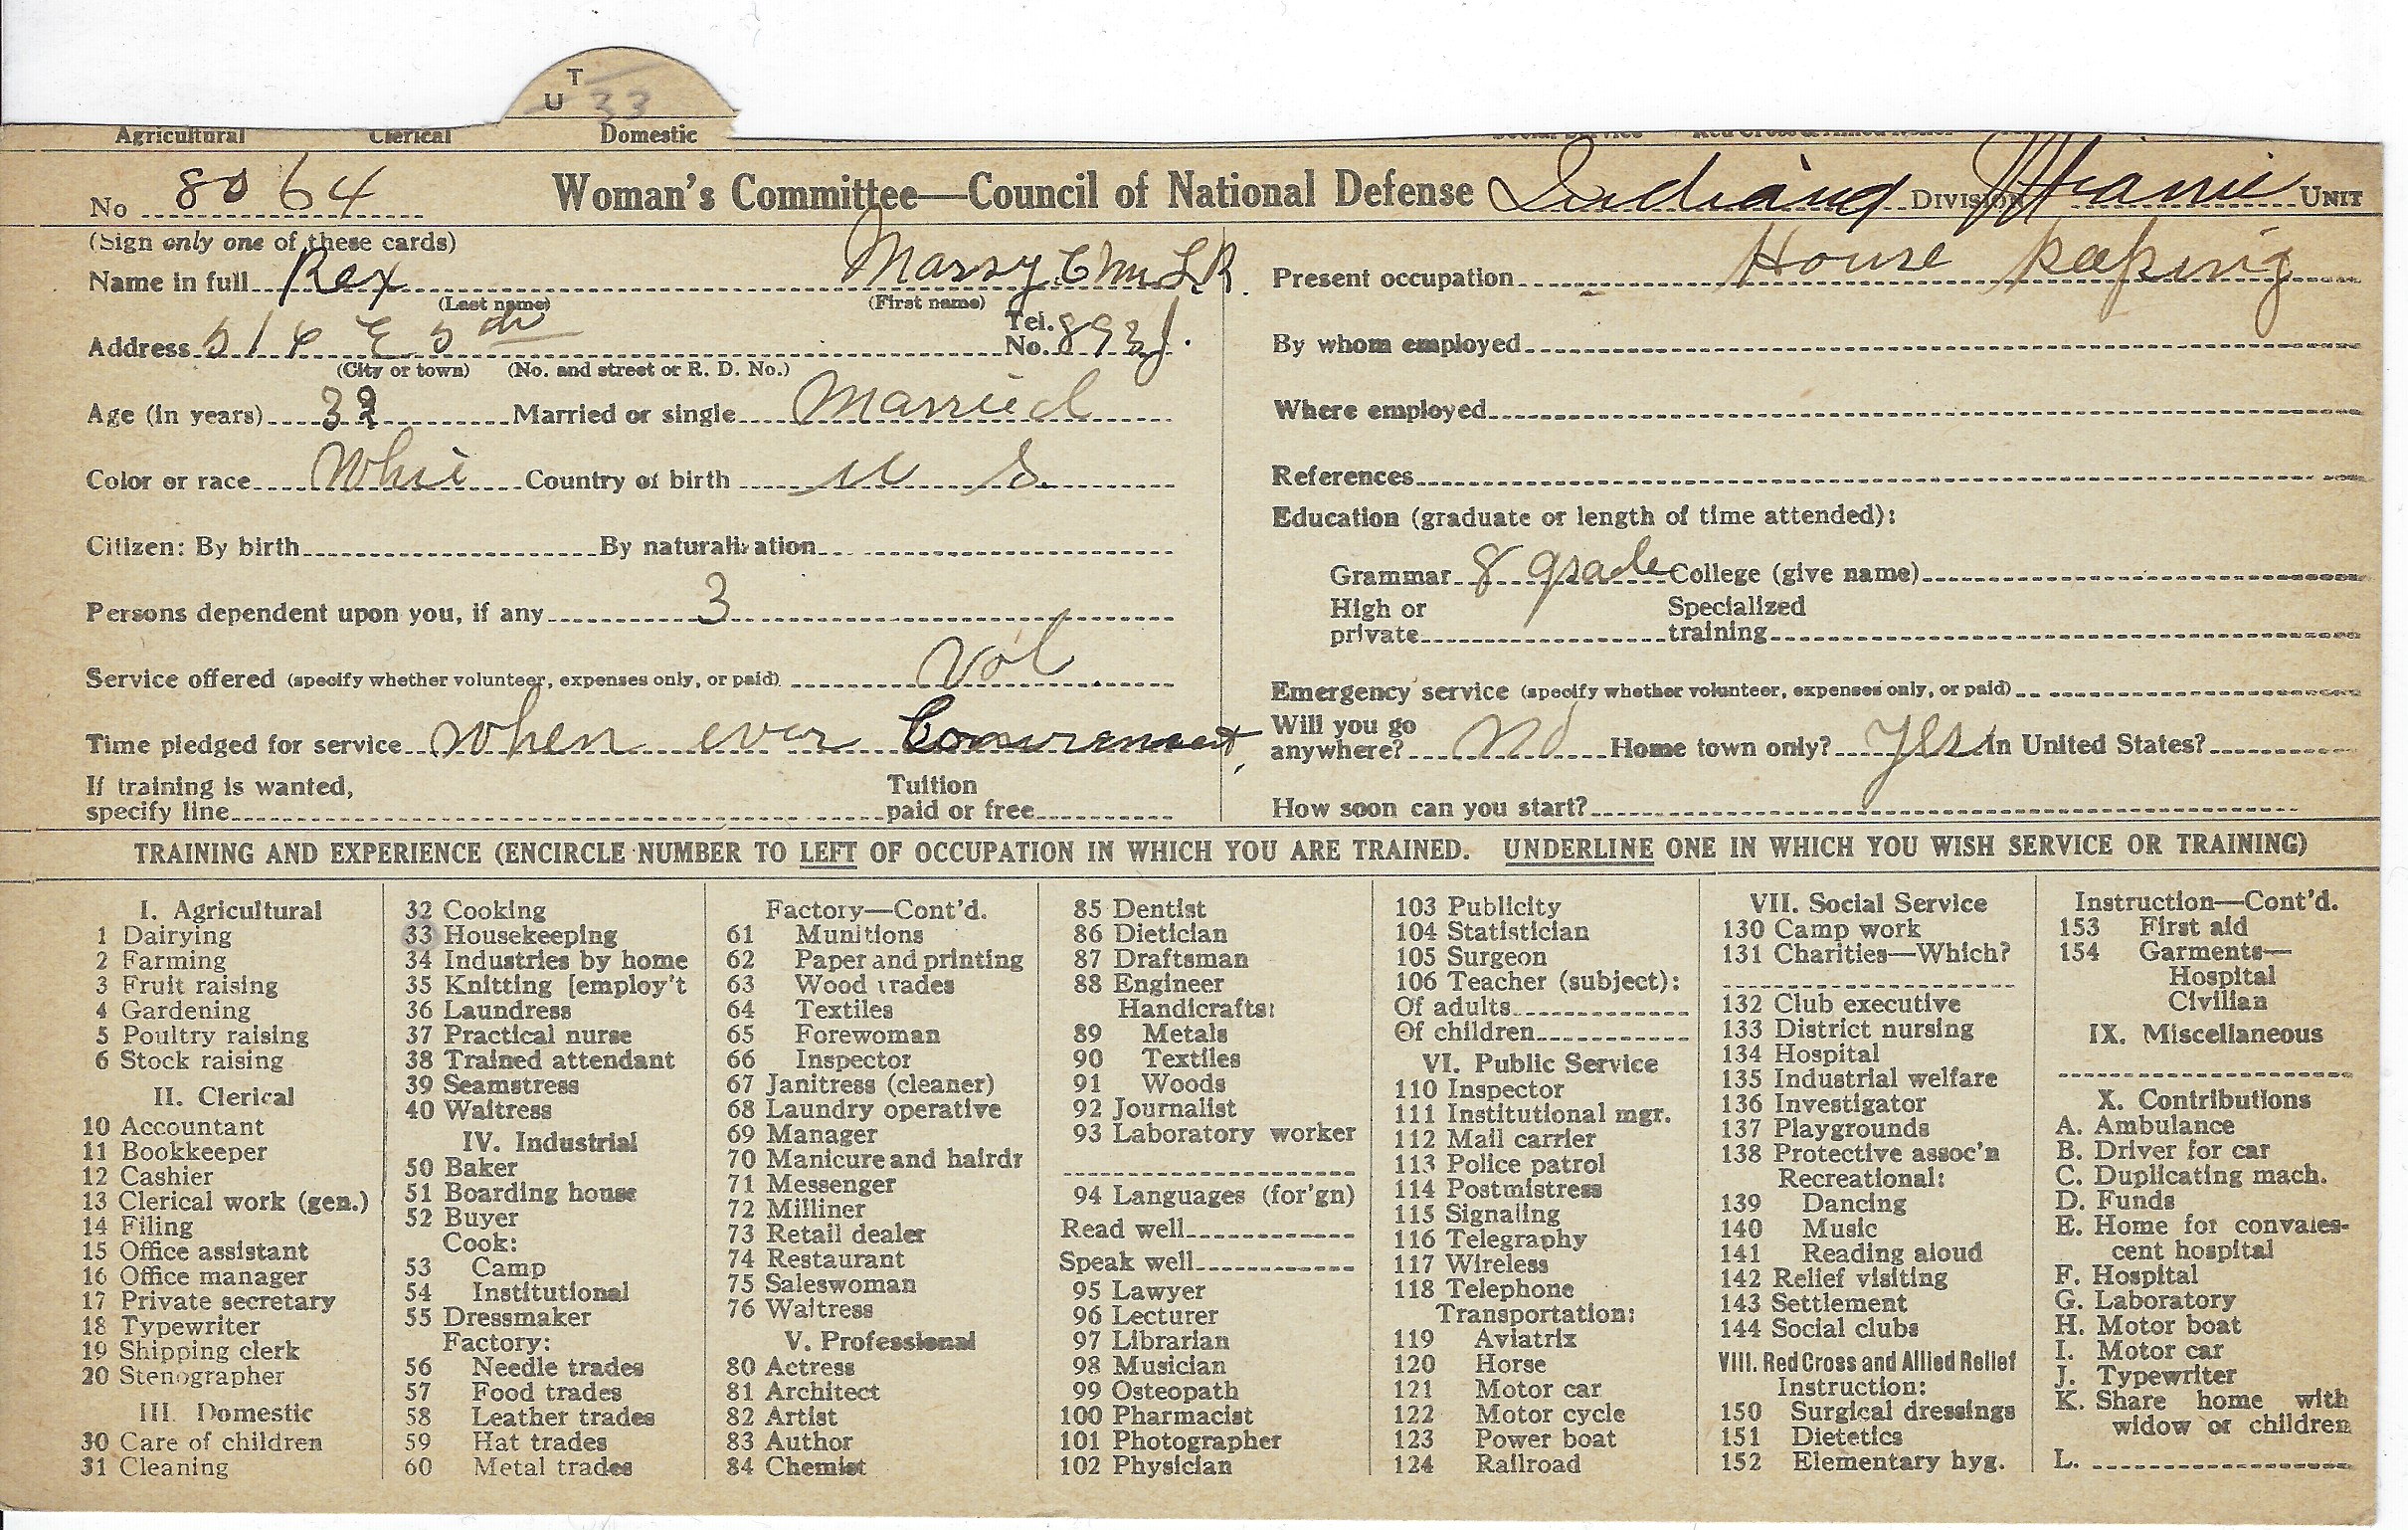 T
U 33
Agricultural Clerical Domestic
No 8064 Woman's Committee—Council of National Defense Indiana Division UNIT
(Sign only one of these cards)
Name in full Rex
(Last name) (First name)
Address E 5th Tel. No.
(City or town) (No. and street or R. D. No.)
Age (in years) 32 Married or single Married
Color or race Whie Country of birth U S.
Citizen: By birth By naturalization
Persons dependent upon you, if any 3
Service offered (specify whether volunteer, expenses only, or paid) Vol
Time pledged for service When ever
If training is wanted, specify line Tuition paid or free
Present occupation House
By whom employed
Where employed
References
Education (graduate or length of time attended):
Grammar 8 grade College (give name)
High or private Specialized training
Emergency service (specify whether volunteer, expenses only, or paid)
Will you go anywhere? No Home town only? Yes In United States?
How soon can you start?
TRAINING AND EXPERIENCE (ENCIRCLE NUMBER TO LEFT OF OCCUPATION IN WHICH YOU ARE TRAINED. UNDERLINE ONE IN WHICH YOU WISH SERVICE OR TRAINING)
I. Agricultural
1 Dairying
2 Farming
3 Fruit raising
4 Gardening
5 Poultry raising
6 Stock raising
II. Clerical
10 Accountant
11 Bookkeeper
12 Cashier
13 Clerical work (gen.)
14 Filing
15 Office assistant
16 Office manager
17 Private secretary
18 Typewriter
19 Shipping clerk
20 Stenographer
III. Domestic
30 Care of children
31 Cleaning
32 Cooking
33 Housekeeping
34 Industries by home
35 Knitting [employ't
36 Laundress
37 Practical nurse
38 Trained attendant
39 Seamstress
40 Waitress
IV. Industrial
50 Baker
51 Boarding house
52 Buyer
Cook:
53 Camp
54 Institutional
55 Dressmaker
Factory:
56 Needle trades
57 Food trades
58 Leather trades
59 Hat trades
60 Metal trades
Factory—Cont'd.
61 Munitions
62 Paper and printing
63 Wood trades
64 Textiles
65 Forewoman
66 Inspector
67 Janitress (cleaner)
68 Laundry operative
69 Manager
70 Manicure and hairdr
71 Messenger
72 Milliner
73 Retail dealer
74 Restaurant
75 Saleswoman
76 Waitress
V. Professional
80 Actress
81 Architect
82 Artist
83 Author
84 Chemist
85 Dentist
86 Dietician
87 Draftsman
88 Engineer
Handicrafts:
89 Metals
90 Textiles
91 Woods
92 Journalist
93 Laboratory worker
94 Languages (for'gn)
Read well
Speak well
95 Lawyer
96 Lecturer
97 Librarian
98 Musician
99 Osteopath
100 Pharmacist
101 Photographer
102 Physician
103 Publicity
104 Statistician
105 Surgeon
106 Teacher (subject):
Of adults
Of children
VI. Public Service
110 Inspector
111 Institutional mgr.
112 Mail carrier
113 Police patrol
114 Postmistress
115 Signaling
116 Telegraphy
117 Wireless
118 Telephone
Transportation:
119 Aviatrix
120 Horse
121 Motor car
122 Motor cycle
123 Power boat
124 Railroad
VII. Social Service
130 Camp work
131 Charities—Which?
132 Club executive
133 District nursing
134 Hospital
135 Industrial welfare
136 Investigator
137 Playgrounds
138 Protective assoc'n
Recreational:
139 Dancing
140 Music
141 Reading aloud
142 Relief visiting
143 Settlement
144 Social clubs
VIII. Red Cross and Allied Relief
Instruction:
150 Surgical dressings
151 Dietetics
152 Elementary hyg.
Instruction—Cont'd.
153 First aid
154 Garments—
Hospital
Civilian
IX. Miscellaneous
X. Contributions
A. Ambulance
B. Driver for car
C. Duplicating mach.
D. Funds
E. Home for convales-
cent hospital
F. Hospital
G. Laboratory
H. Motor boat
I. Motor car
J. Typewriter
K. Share home with
widow or children
L.